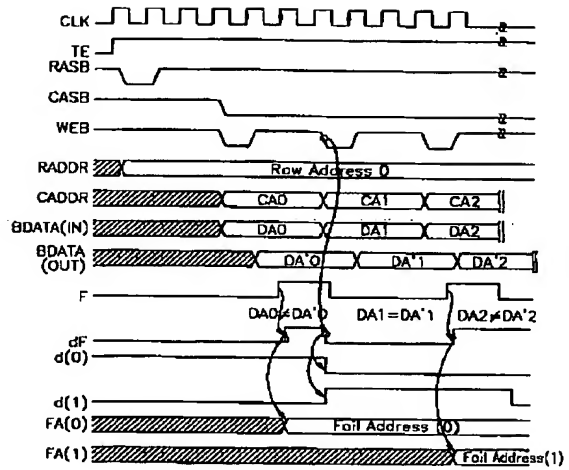 CLK
TE
RASB
CASB
WEB
RADDR Row Address 0
CADDR CA0 CA1 CA2
BDATA(IN) DA0 DA1 DA2
BDATA
(OUT) DA'0 DA'1 DA'2
F
DA0≠DA'0 DA1=DA'1 DA2≠DA'2
dF
d(0)
d(1)
FA(0) Fail Address (0)
FA(1) Fail Address(1)